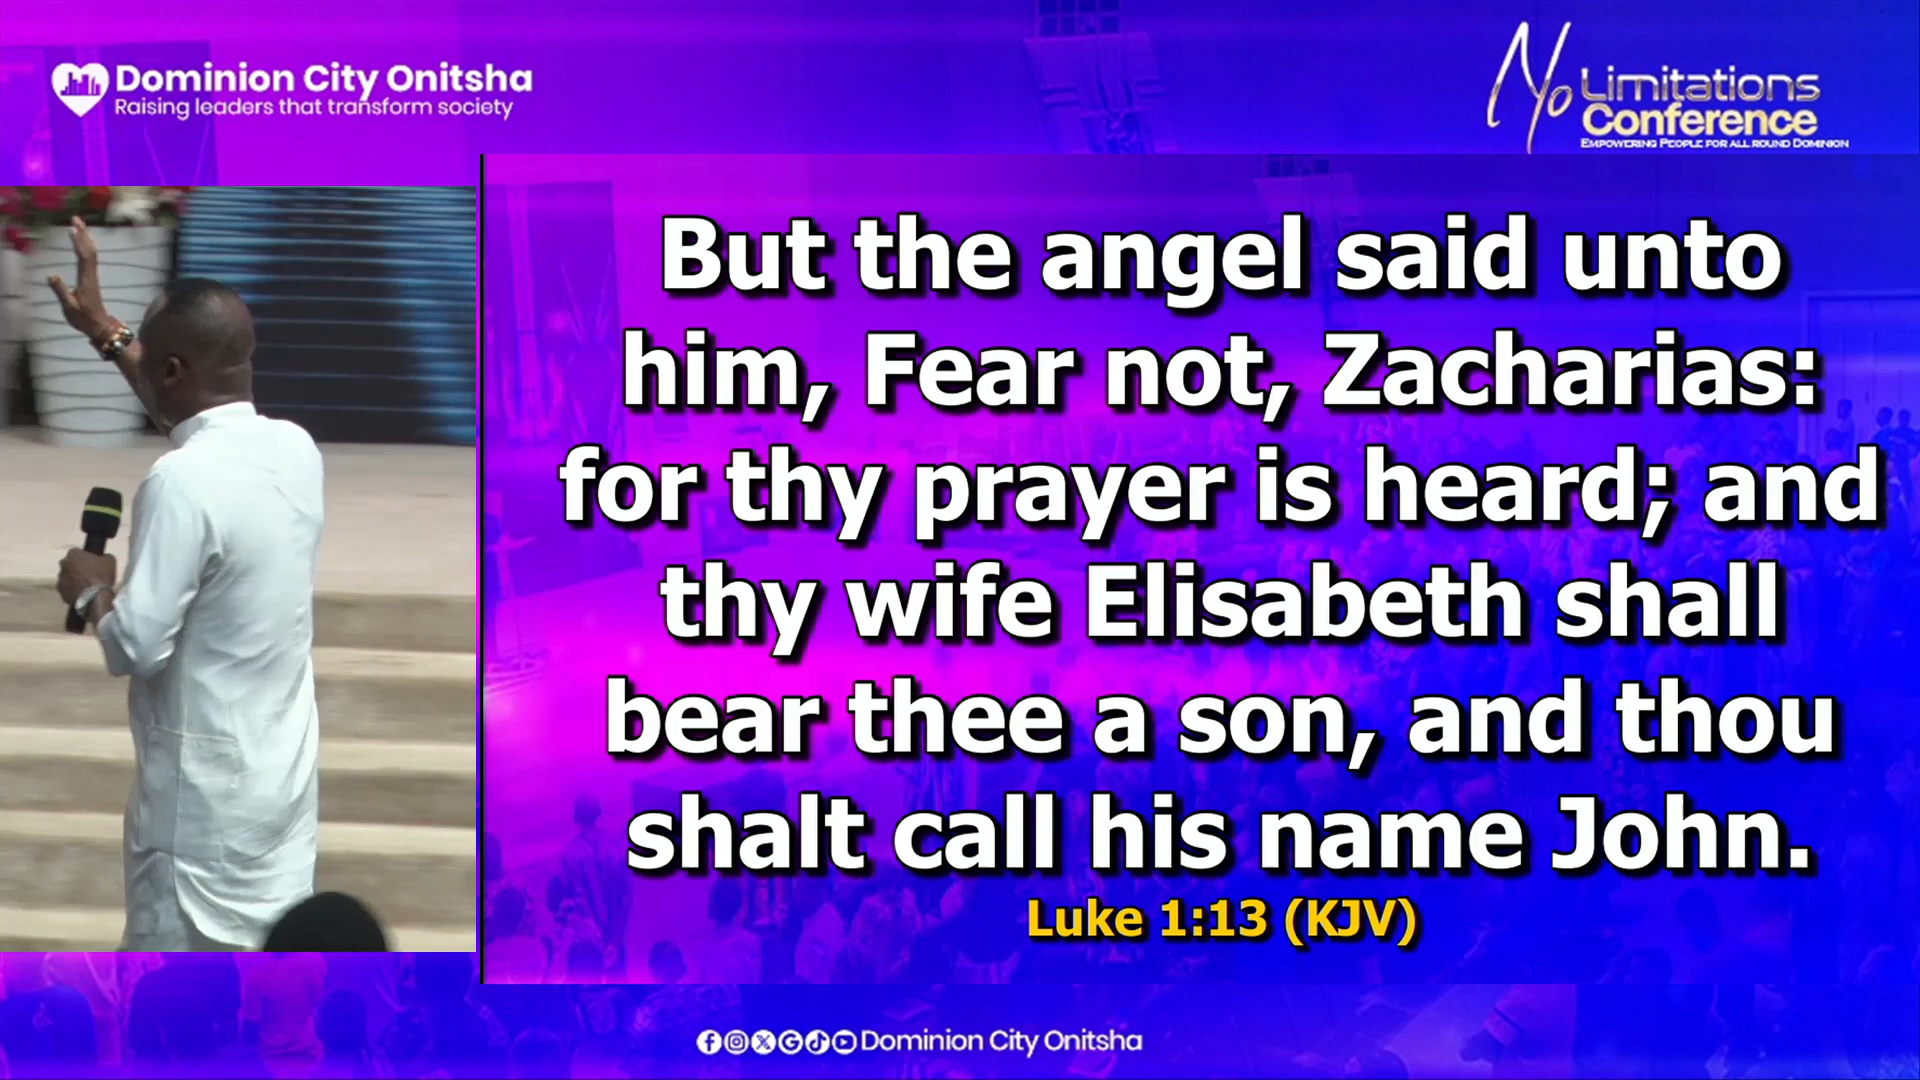 Dominion City Onitsha
Raising leaders that transform society
No Limitations
Conference
EMPOWERING PEOPLE FOR ALL ROUND DOMINION
But the angel said unto
him, Fear not, Zacharias:
for thy prayer is heard; and
thy wife Elisabeth shall
bear thee a son, and thou
shalt call his name John.
Luke 1:13 (KJV)
Dominion City Onitsha